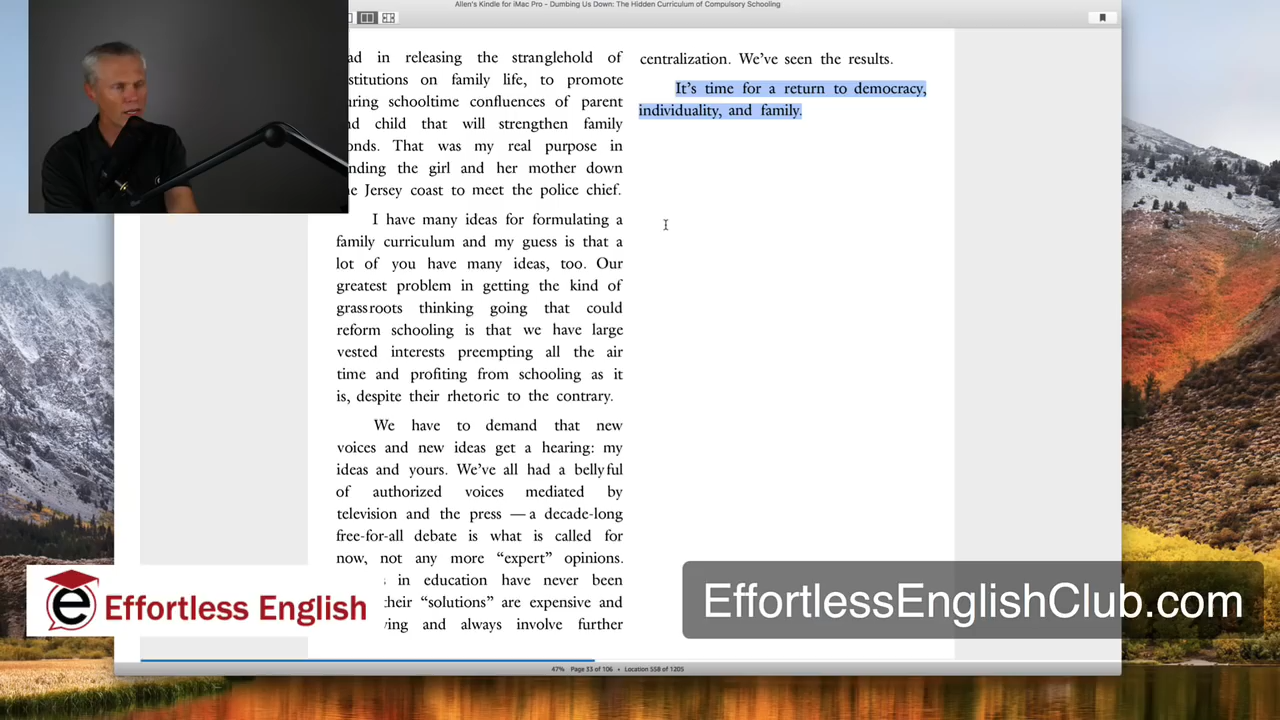 Allen's Kindle for iMac Pro - Dumbing Us Down: The Hidden Curriculum of Compulsory Schooling
in releasing the stranglehold of
on family life, to promote
schooltime confluences of parent
child that will strengthen family
That was my real purpose in
the girl and her mother down
Jersey coast to meet the police chief.
I have many ideas for formulating a
family curriculum and my guess is that a
lot of you have many ideas, too. Our
greatest problem in getting the kind of
grassroots thinking going that could
reform schooling is that we have large
vested interests preempting all the air
time and profiting from schooling as it
is, despite their rhetoric to the contrary.
We have to demand that new
voices and new ideas get a hearing: my
ideas and yours. We've all had a bellyful
of authorized voices mediated by
television and the press — a decade-long
free-for-all debate is what is called for
now, not any more “expert” opinions.
in education have never been
their “solutions” are expensive and
and always involve further
centralization. We've seen the results.
It's time for a return to democracy,
individuality, and family.
e Effortless English
EffortlessEnglishClub.com
47% Page 33 of 106 • Location 558 of 1205